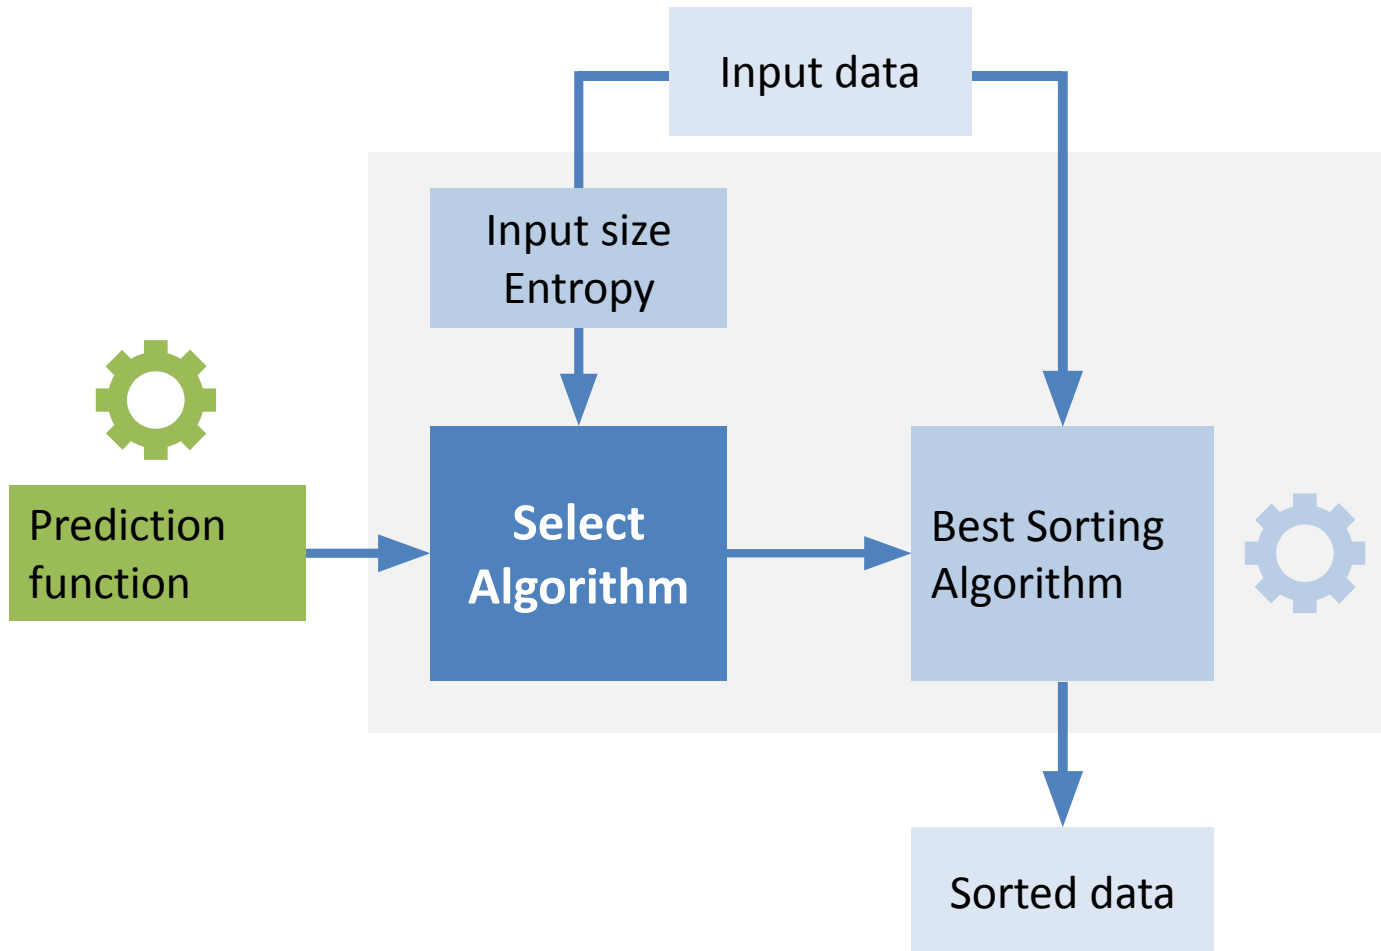 Input data
Input size
Entropy
Prediction
function
Select
Algorithm
Best Sorting
Algorithm
Sorted data